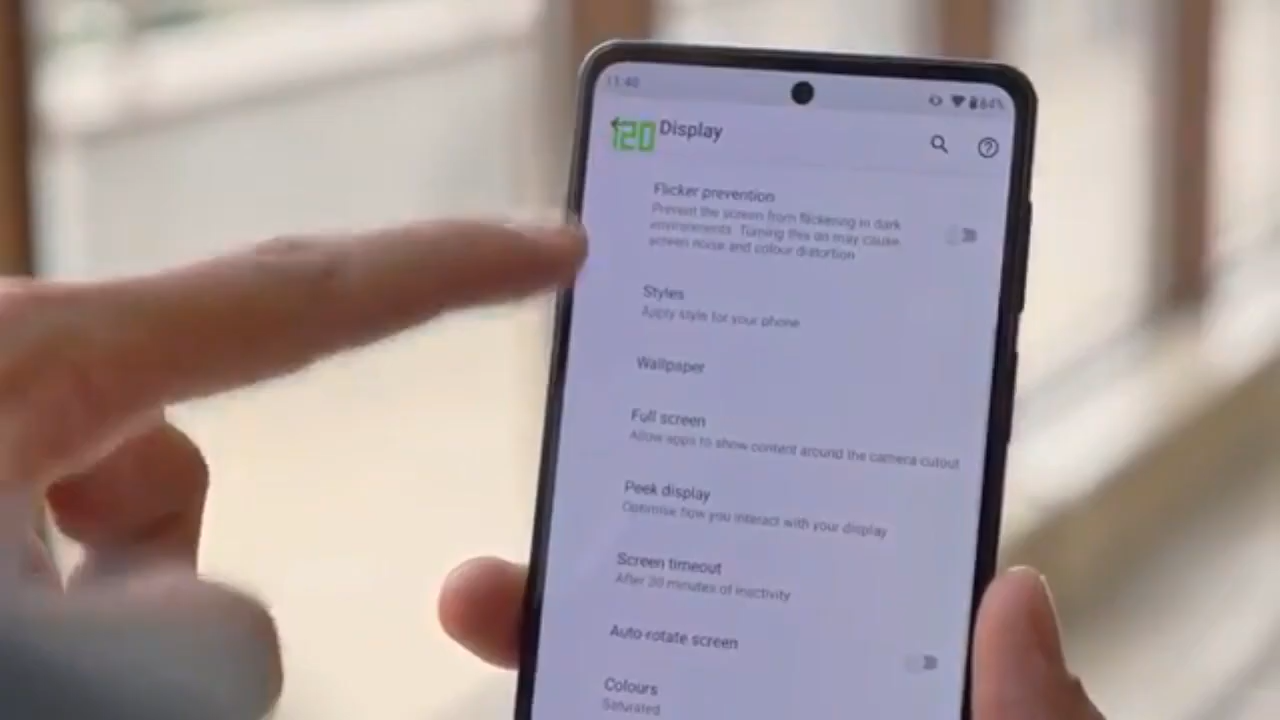 11:40
84%
120
Display
Flicker prevention
Prevent the screen from flickering in dark
environments. Turning this on may cause
screen noise and colour distortion
Styles
Apply style for your phone
Wallpaper
Full screen
Allow apps to show content around the camera cutout
Peek display
Optimise how you interact with your display
Screen timeout
After 30 minutes of inactivity
Auto-rotate screen
Colours
Saturated